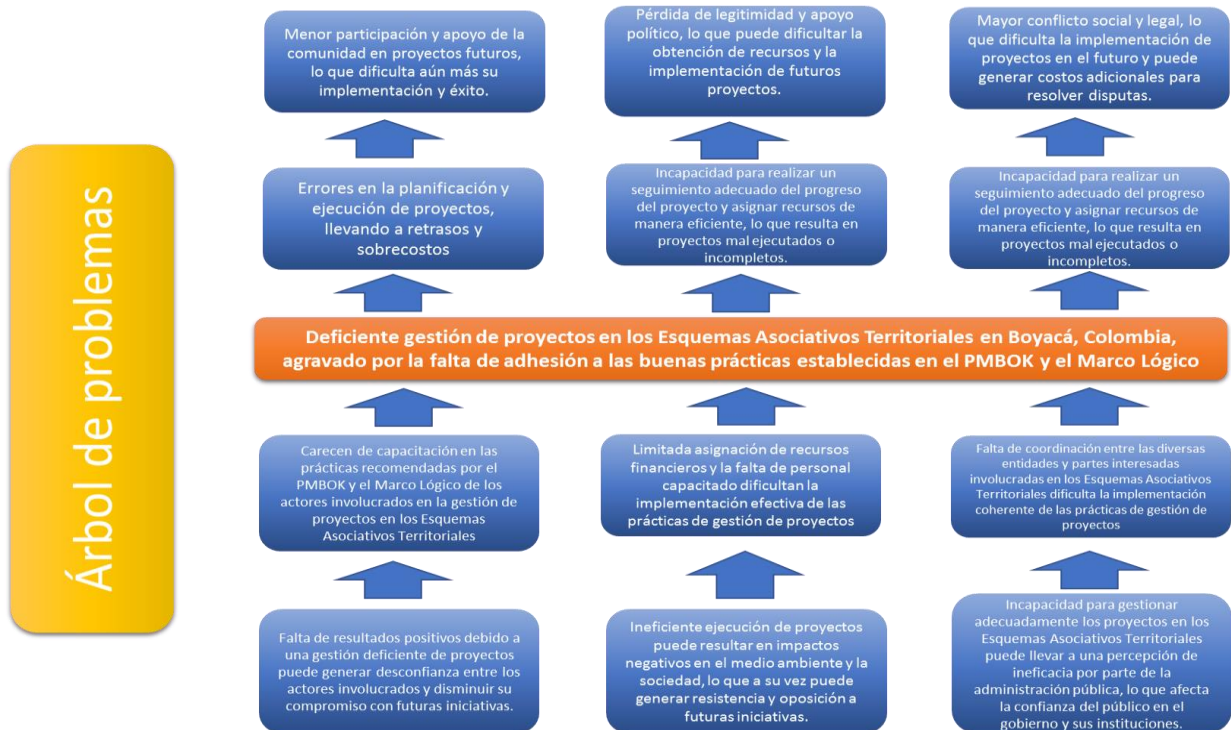 Árbol de problemas
Menor participación y apoyo de la
comunidad en proyectos futuros,
lo que dificulta aún más su
implementación y éxito.
Pérdida de legitimidad y apoyo
político, lo que puede dificultar la
obtención de recursos y la
implementación de futuros
proyectos.
Mayor conflicto social y legal, lo
que dificulta la implementación de
proyectos en el futuro y puede
generar costos adicionales para
resolver disputas.
Errores en la planificación y
ejecución de proyectos,
llevando a retrasos y
sobrecostos
Incapacidad para realizar un
seguimiento adecuado del progreso
del proyecto y asignar recursos de
manera eficiente, lo que resulta en
proyectos mal ejecutados o
incompletos.
Incapacidad para realizar un
seguimiento adecuado del progreso
del proyecto y asignar recursos de
manera eficiente, lo que resulta en
proyectos mal ejecutados o
incompletos.
Deficiente gestión de proyectos en los Esquemas Asociativos Territoriales en Boyacá, Colombia,
agravado por la falta de adhesión a las buenas prácticas establecidas en el PMBOK y el Marco Lógico
Carecen de capacitación en las
prácticas recomendadas por el
PMBOK y el Marco Lógico de los
actores involucrados en la gestión de
proyectos en los Esquemas
Asociativos Territoriales
Limitada asignación de recursos
financieros y la falta de personal
capacitado dificultan la
implementación efectiva de las
prácticas de gestión de proyectos
Falta de coordinación entre las diversas
entidades y partes interesadas
involucradas en los Esquemas Asociativos
Territoriales dificulta la implementación
coherente de las prácticas de gestión de
proyectos
Falta de resultados positivos debido a
una gestión deficiente de proyectos
puede generar desconfianza entre los
actores involucrados y disminuir su
compromiso con futuras iniciativas.
Ineficiente ejecución de proyectos
puede resultar en impactos
negativos en el medio ambiente y la
sociedad, lo que a su vez puede
generar resistencia y oposición a
futuras iniciativas.
Incapacidad para gestionar
adecuadamente los proyectos en los
Esquemas Asociativos Territoriales
puede llevar a una percepción de
ineficacia por parte de la
administración pública, lo que afecta
la confianza del público en el
gobierno y sus instituciones.